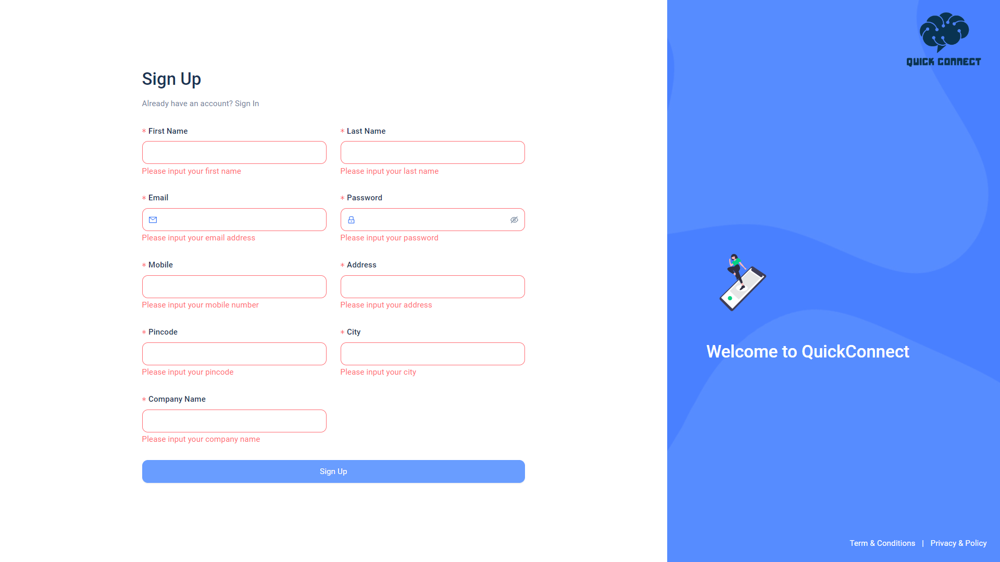 Sign Up
Already have an account? Sign In
* First Name
* Last Name
Please input your first name
Please input your last name
* Email
* Password
Please input your email address
Please input your password
* Mobile
* Address
Please input your mobile number
Please input your address
* Pincode
* City
Please input your pincode
Please input your city
* Company Name
Please input your company name
Sign Up
QUICK CONNECT
Welcome to QuickConnect
Term & Conditions | Privacy & Policy